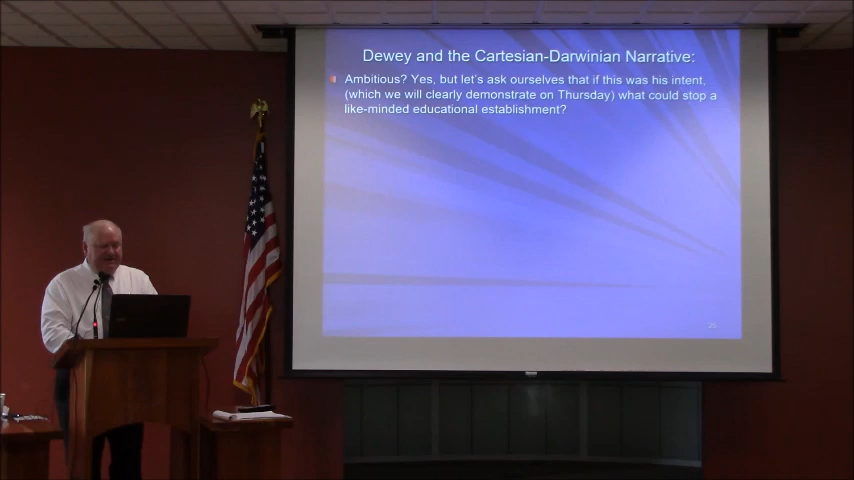 Dewey and the Cartesian-Darwinian Narrative:
Ambitious? Yes, but let's ask ourselves that if this was his intent,
(which we will clearly demonstrate on Thursday) what could stop a
like-minded educational establishment?
25